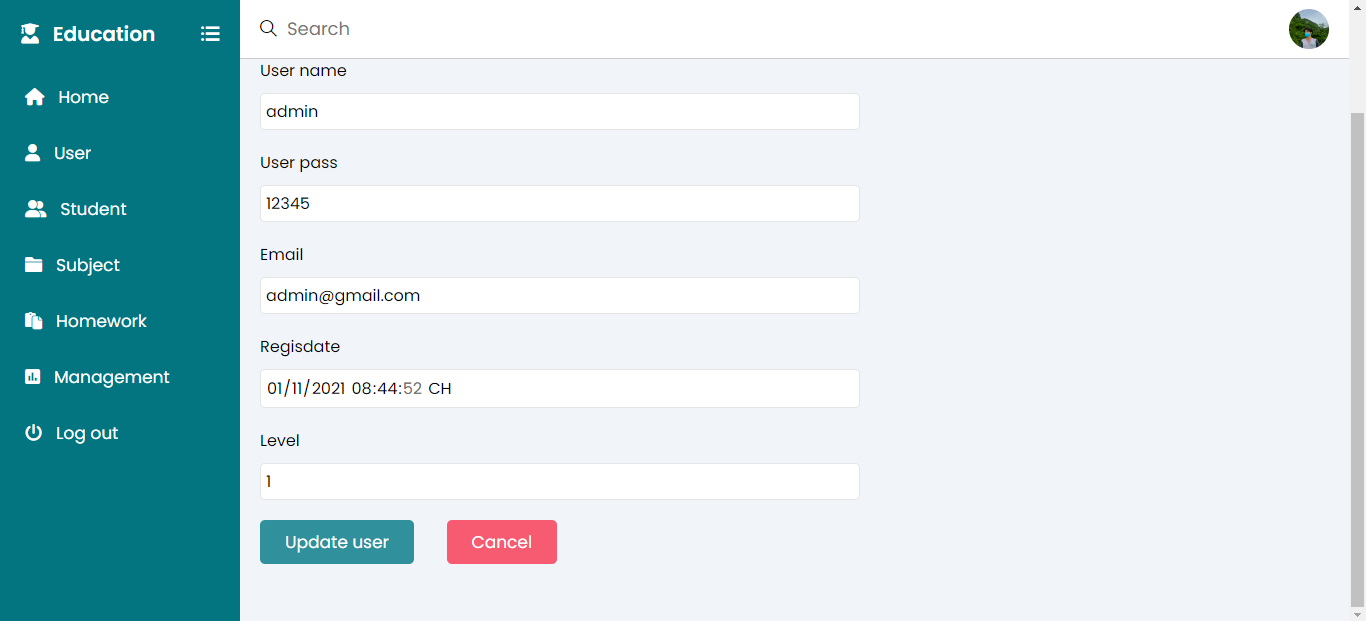 Education
Home
User
Student
Subject
Homework
Management
Log out
Search
User name
admin
User pass
12345
Email
admin@gmail.com
Regisdate
01/11/2021 08:44:52 CH
Level
1
Update user
Cancel